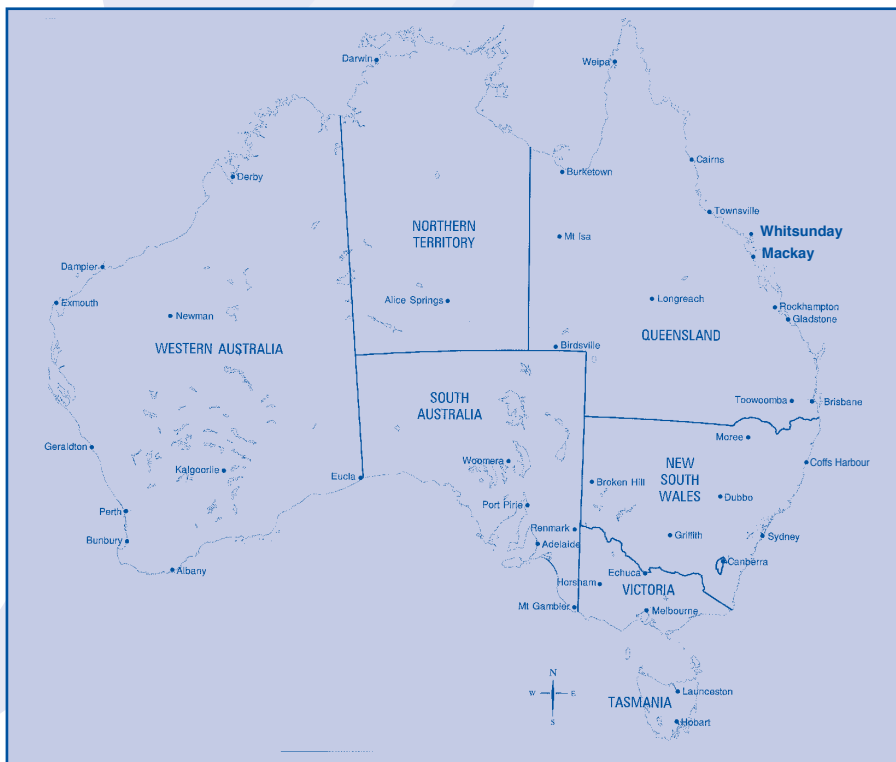 Darwin
Weipa
Cairns
Burketown
Derby
Townsville
NORTHERN
TERRITORY
Whitsunday
Mt Isa
Mackay
Dampier
Exmouth
Alice Springs
Longreach
Rockhampton
Newman
Gladstone
QUEENSLAND
WESTERN AUSTRALIA
Birdsville
SOUTH
AUSTRALIA
Toowoomba
Brisbane
Moree
Geraldton
Woomera
Coffs Harbour
Kalgoorlie
NEW
SOUTH
WALES
Eucla
Broken Hill
Dubbo
Port Pirie
Perth
Renmark
Griffith
Sydney
Bunbury
Adelaide
Canberra
Albany
Echuca
Horsham
VICTORIA
Mt Gambier
Melbourne
N
W
E
S
Launceston
TASMANIA
Hobart